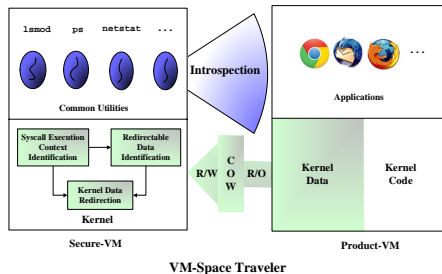 lsmod ps netstat ...
Common Utilities
Introspection
...
Applications
Syscall Execution
Context
Identification
Redirectable
Data
Identification
Kernel Data
Redirection
Kernel
R/W
C
O
W
R/O
Kernel
Data
Kernel
Code
Secure-VM
Product-VM
VM-Space Traveler